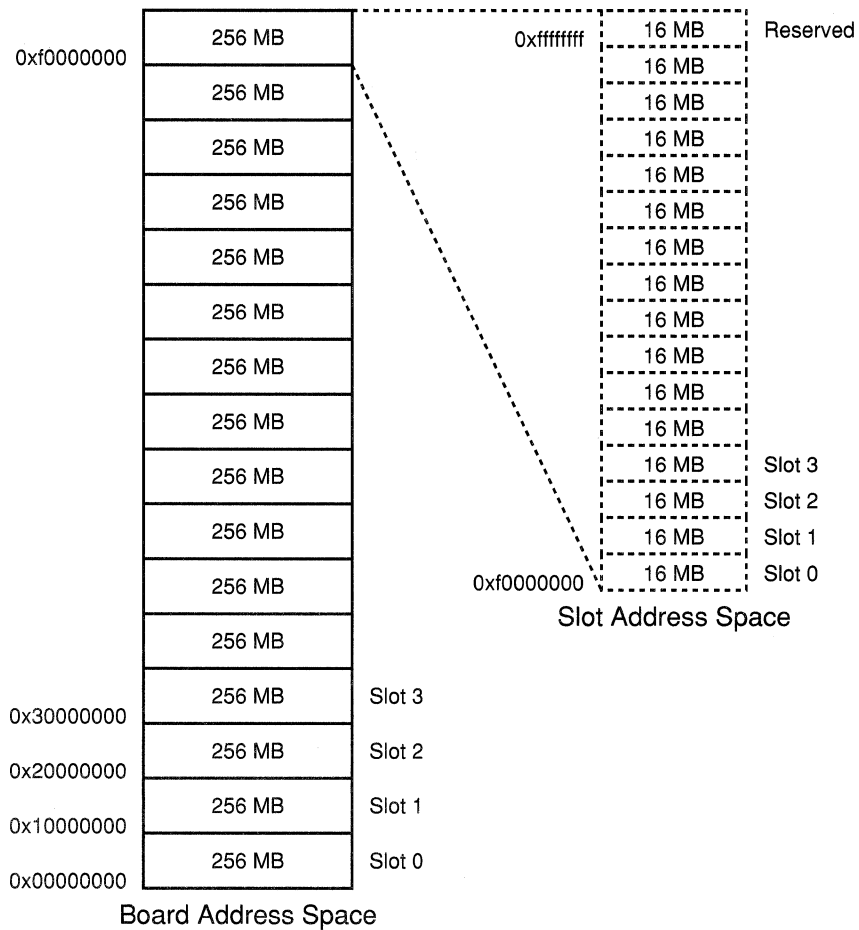 256 MB
0xf0000000
256 MB
256 MB
256 MB
256 MB
256 MB
256 MB
256 MB
256 MB
256 MB
256 MB
256 MB
256 MB Slot 3
0x30000000
256 MB Slot 2
0x20000000
256 MB Slot 1
0x10000000
256 MB Slot 0
0x00000000
Board Address Space
0xffffffff 16 MB Reserved
16 MB
16 MB
16 MB
16 MB
16 MB
16 MB
16 MB
16 MB
16 MB
16 MB
16 MB
16 MB Slot 3
16 MB Slot 2
16 MB Slot 1
0xf0000000 16 MB Slot 0
Slot Address Space